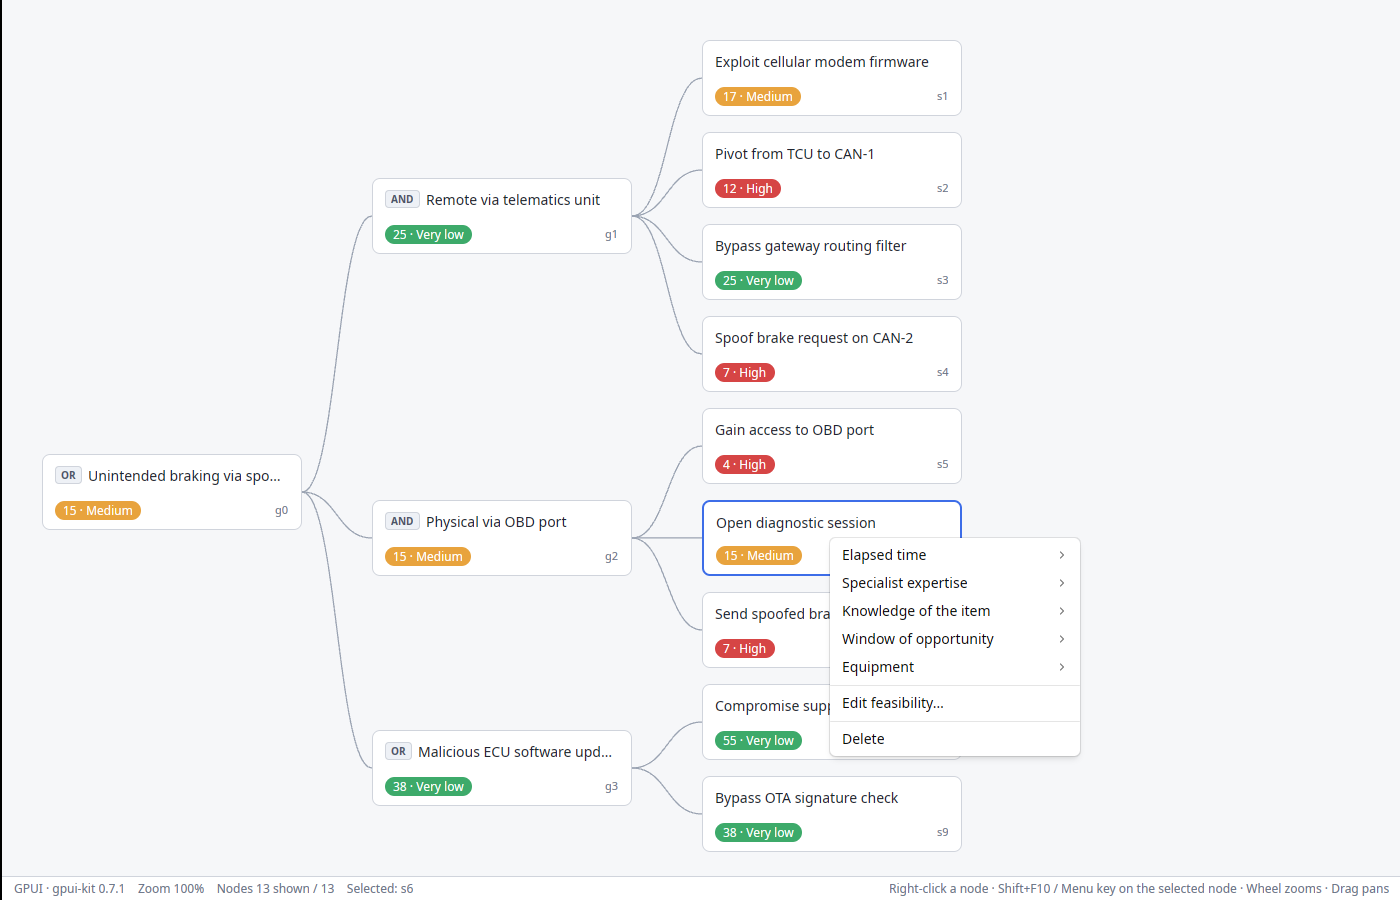 Exploit cellular modem firmware
17 · Medium
s1
Pivot from TCU to CAN-1
12 · High
s2
AND Remote via telematics unit
25 · Very low
g1
Bypass gateway routing filter
25 · Very low
s3
Spoof brake request on CAN-2
7 · High
s4
Gain access to OBD port
4 · High
s5
OR Unintended braking via spo...
15 · Medium
g0
AND Physical via OBD port
15 · Medium
g2
Open diagnostic session
15 · Medium
Elapsed time
Specialist expertise
Knowledge of the item
Window of opportunity
Equipment
Edit feasibility...
Delete
Send spoofed bra
7 · High
Compromise supp
55 · Very low
OR Malicious ECU software upd...
38 · Very low
g3
Bypass OTA signature check
38 · Very low
s9
GPUI · gpui-kit 0.7.1 Zoom 100% Nodes 13 shown / 13 Selected: s6
Right-click a node · Shift+F10 / Menu key on the selected node · Wheel zooms · Drag pans